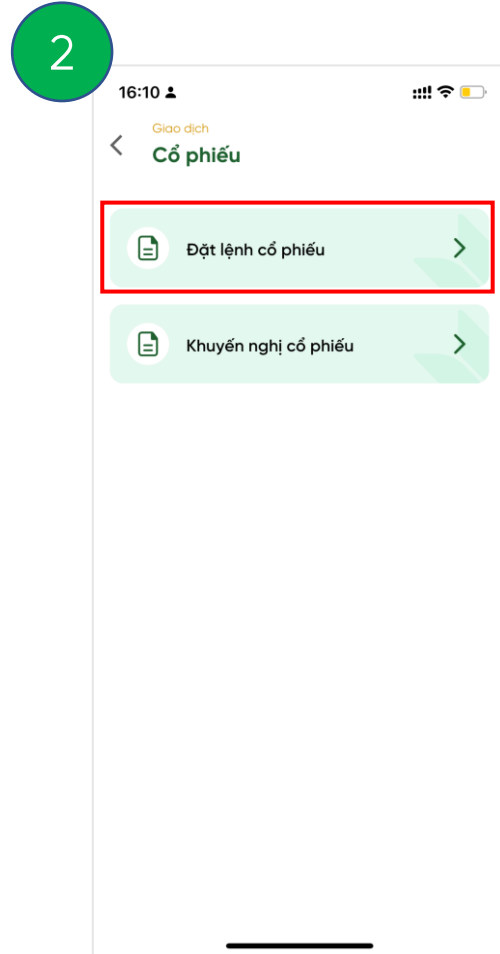 2
16:10
Giao dịch
Cổ phiếu
Đặt lệnh cổ phiếu
Khuyến nghị cổ phiếu